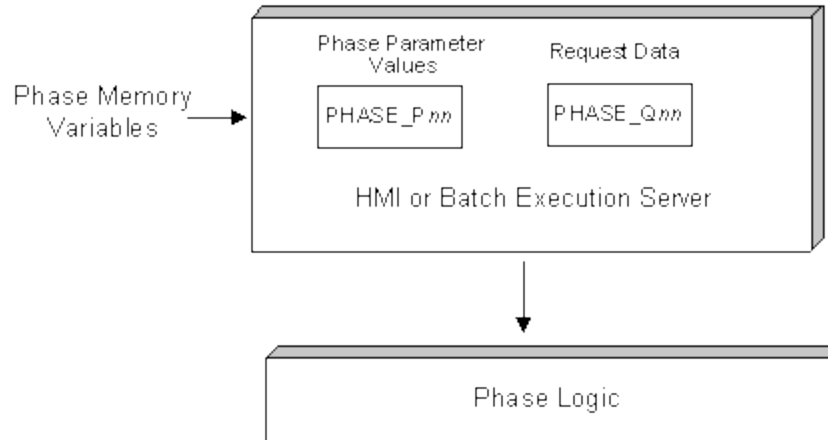 Phase Parameter
Values
Request Data
Phase Memory
Variables
PHASE_Pnn
PHASE_Qnn
HMI or Batch Execution Server
Phase Logic